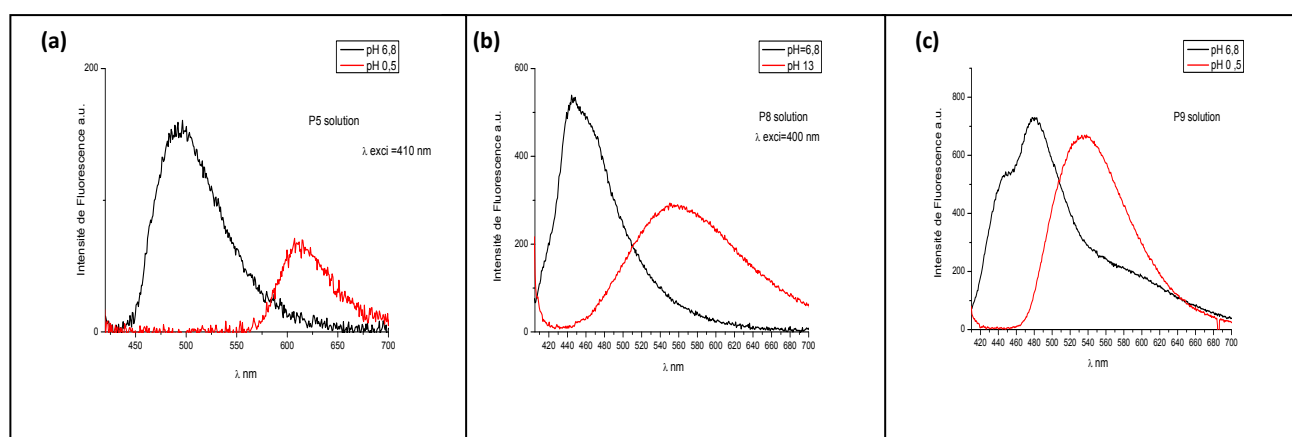 (a)
pH 6,8
pH 0,5
200
P5 solution
λ exci =410 nm
Intensité de Fluorescence a.u.
0
450 500 550 600 650 700
λ nm
(b)
pH=6,8
pH 13
600
P8 solution
λ exci=400 nm
400
200
0
Intensité de Fluorescence a.u.
420 440 460 480 500 520 540 560 580 600 620 640 660 680 700
λ nm
(c)
pH 6,8
pH 0 ,5
P9 solution
800
600
400
200
0
Intensité de Fluorescence a.u.
420 460 480 500 520 540 560 580 600 620 640 660 700
λ nm